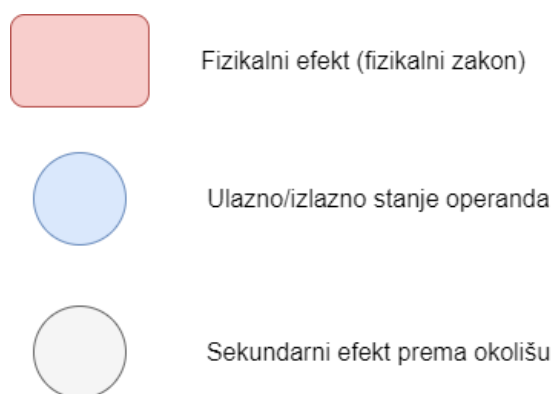 Fizikalni efekt (fizikalni zakon)
Ulazno/izlazno stanje operanda
Sekundarni efekt prema okolišu